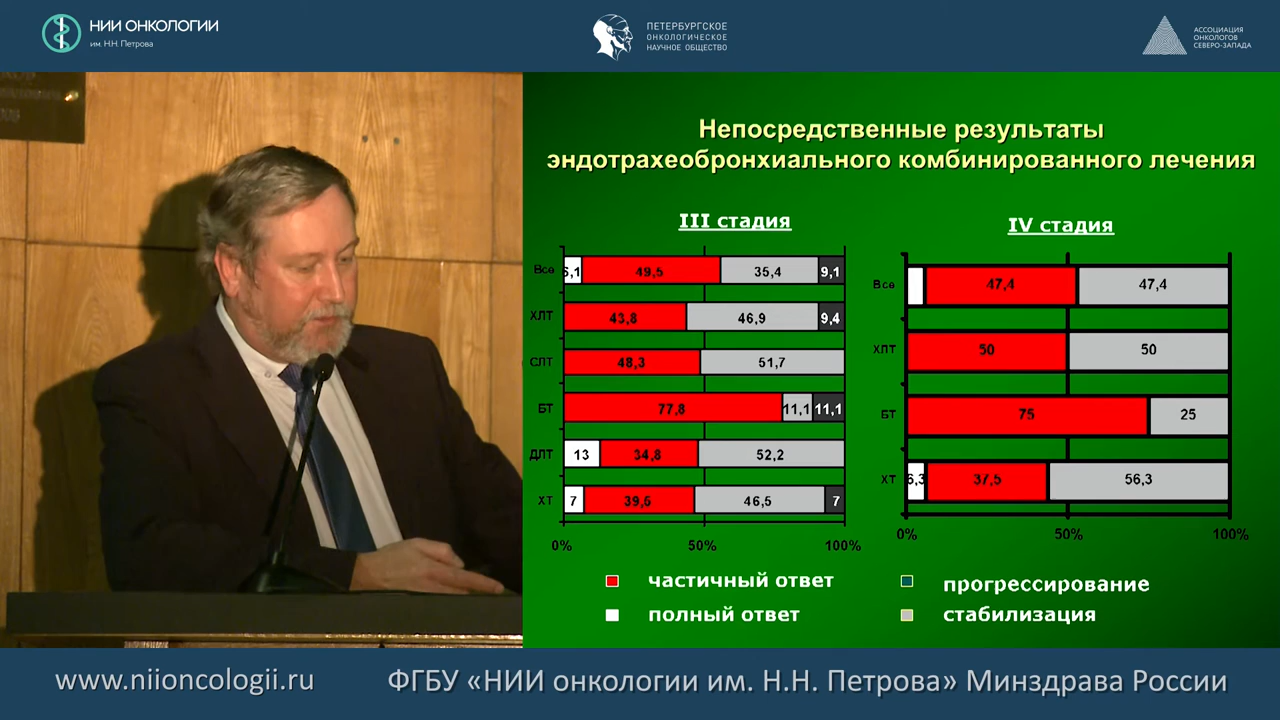 НИИ ОНКОЛОГИИ
им. Н.Н. Петрова
ПЕТЕРБУРГСКОЕ
ОНКОЛОГИЧЕСКОЕ
НАУЧНОЕ ОБЩЕСТВО
АССОЦИАЦИЯ
ОНКОЛОГОВ
СЕВЕРО-ЗАПАДА
Непосредственные результаты
эндотрахеобронхиального комбинированного лечения
III стадия
Все 6,1 49,5 35,4 9,1
ХЛТ 43,8 46,9 9,4
СЛТ 48,3 51,7
БТ 77,8 11,1 11,1
ДЛТ 13 34,8 52,2
ХТ 7 39,6 46,5 7
0% 50% 100%
IV стадия
Все 47,4 47,4
ХЛТ 50 50
БТ 75 25
ХТ 6,3 37,5 56,3
0% 50% 100%
частичный ответ
полный ответ
прогрессирование
стабилизация
www.niioncologii.ru
ФГБУ «НИИ онкологии им. Н.Н. Петрова» Минздрава России